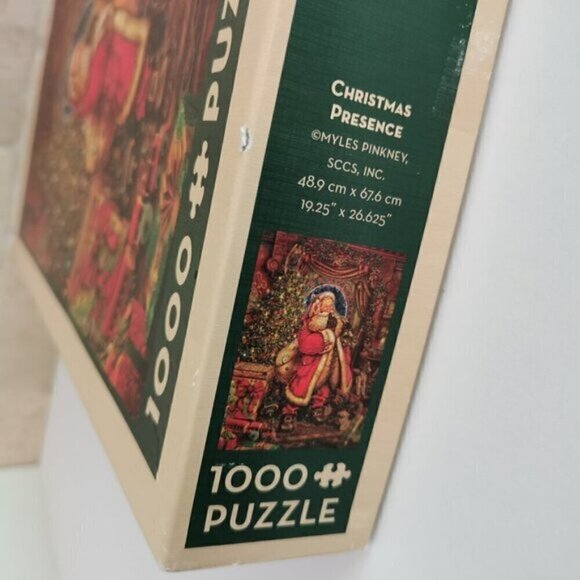 CHRISTMAS
PRESENCE
©MYLES PINKNEY,
SCCS, INC.
48.9 cm x 67.6 cm
19.25" x 26.625"
1000
PUZZLE
1000 PUZ